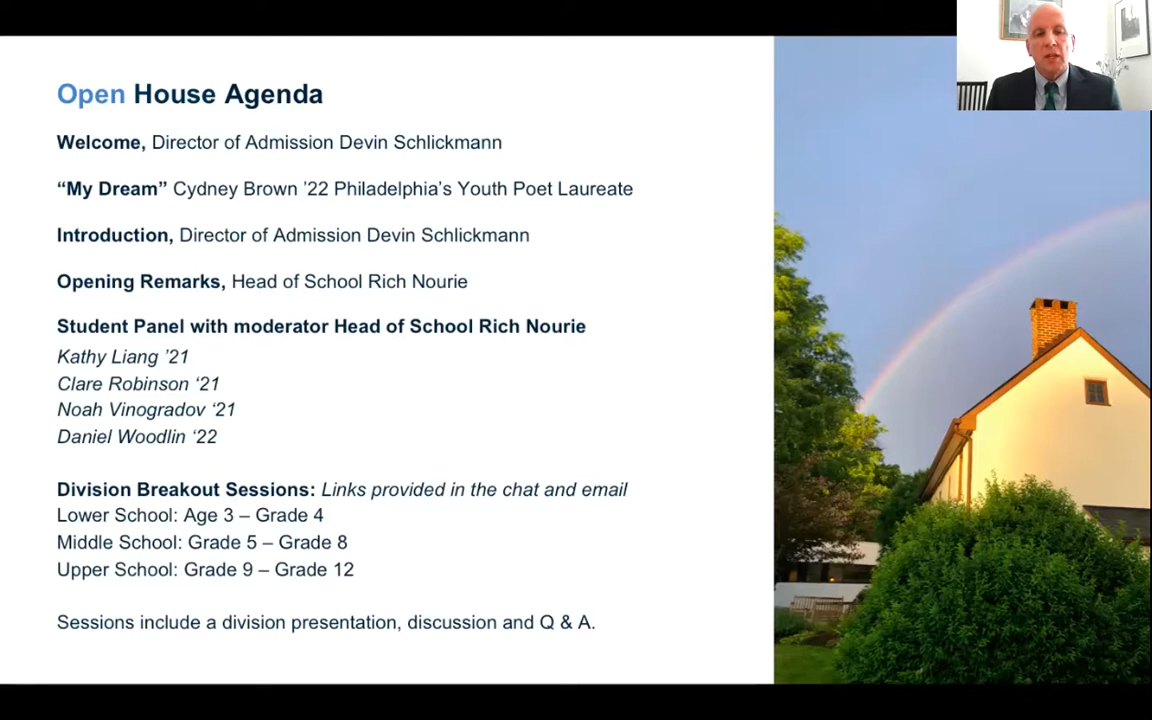 Open House Agenda
Welcome, Director of Admission Devin Schlickmann
“My Dream” Cydney Brown ’22 Philadelphia’s Youth Poet Laureate
Introduction, Director of Admission Devin Schlickmann
Opening Remarks, Head of School Rich Nourie
Student Panel with moderator Head of School Rich Nourie
Kathy Liang ’21
Clare Robinson ‘21
Noah Vinogradov ‘21
Daniel Woodlin ‘22
Division Breakout Sessions: Links provided in the chat and email
Lower School: Age 3 – Grade 4
Middle School: Grade 5 – Grade 8
Upper School: Grade 9 – Grade 12
Sessions include a division presentation, discussion and Q & A.